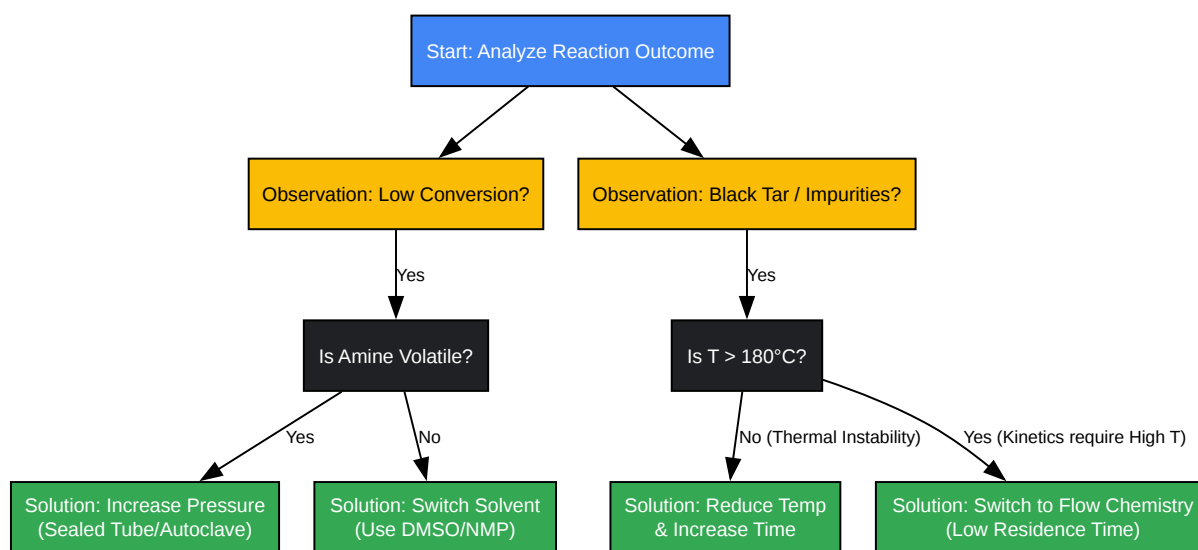 Start: Analyze Reaction Outcome
Observation: Low Conversion?
Observation: Black Tar / Impurities?
Yes
Yes
Is Amine Volatile?
Is T > 180°C?
Yes
No
No (Thermal Instability)
Yes (Kinetics require High T)
Solution: Increase Pressure
(Sealed Tube/Autoclave)
Solution: Switch Solvent
(Use DMSO/NMP)
Solution: Reduce Temp
& Increase Time
Solution: Switch to Flow Chemistry
(Low Residence Time)